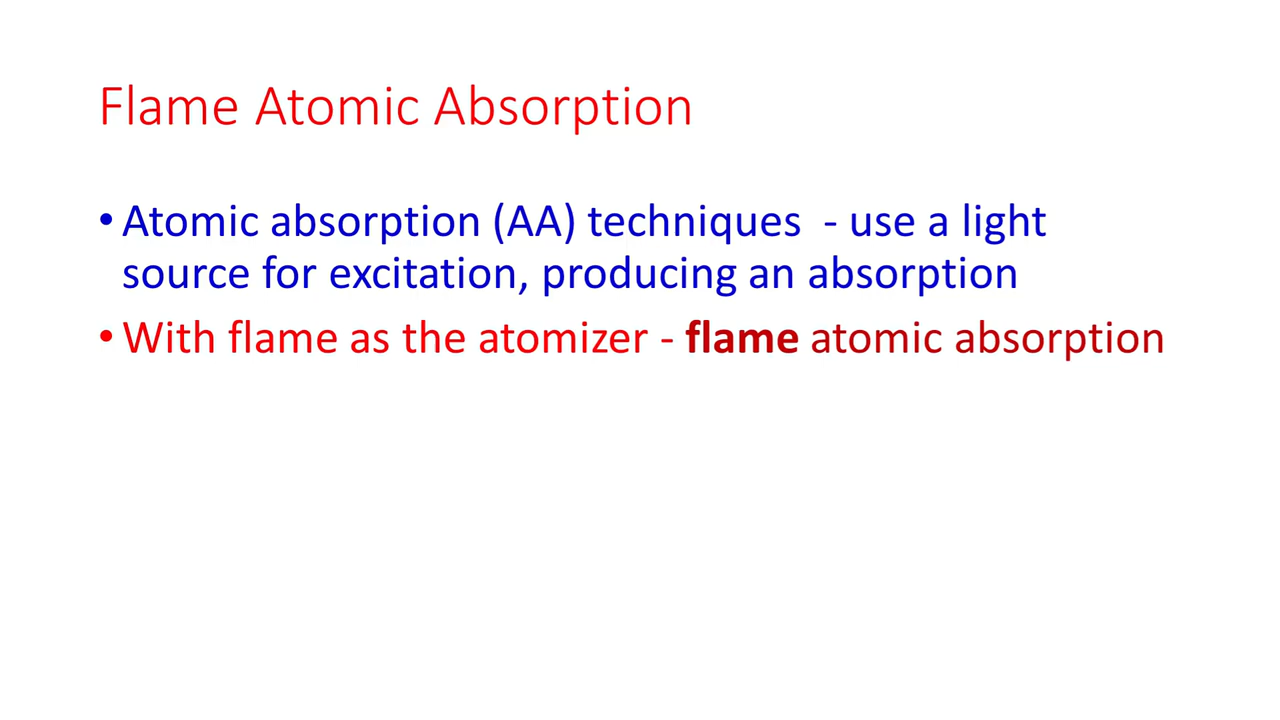 Flame Atomic Absorption
• Atomic absorption (AA) techniques  - use a light
source for excitation, producing an absorption
• With flame as the atomizer - flame atomic absorption